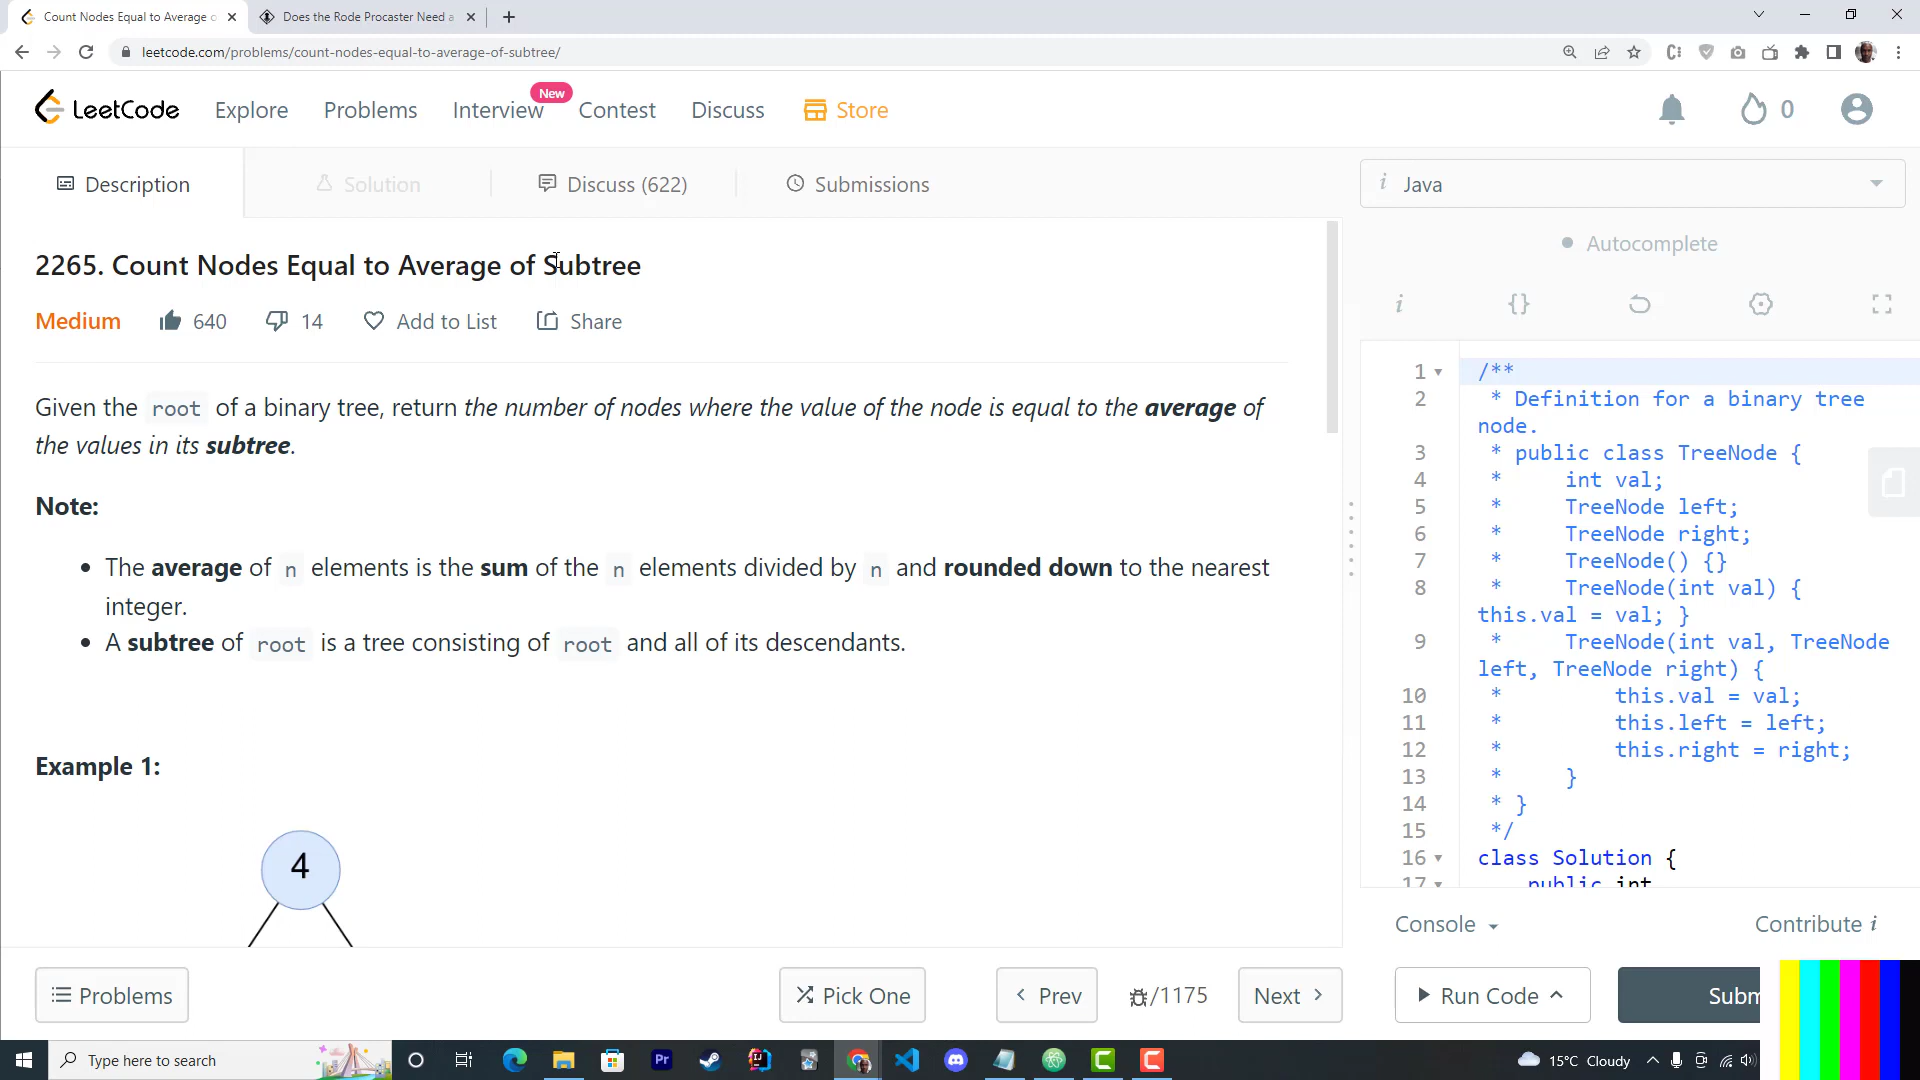 Count Nodes Equal to Average o
Does the Rode Procaster Need a
leetcode.com/problems/count-nodes-equal-to-average-of-subtree/
LeetCode
Explore
Problems
Interview
New
Contest
Discuss
Store
0
Description
Solution
Discuss (622)
Submissions
i Java
Autocomplete
2265. Count Nodes Equal to Average of Subtree
Medium
640
14
Add to List
Share
i {}
Given the root of a binary tree, return the number of nodes where the value of the node is equal to the average of
the values in its subtree.
Note:
• The average of n elements is the sum of the n elements divided by n and rounded down to the nearest
integer.
• A subtree of root is a tree consisting of root and all of its descendants.
Example 1:
4
1 /**
2 * Definition for a binary tree
node.
3 * public class TreeNode {
4 * int val;
5 * TreeNode left;
6 * TreeNode right;
7 * TreeNode() {}
8 * TreeNode(int val) {
this.val = val; }
9 * TreeNode(int val, TreeNode
left, TreeNode right) {
10 * this.val = val;
11 * this.left = left;
12 * this.right = right;
13 * }
14 * }
15 */
16 class Solution {
17 public int
Console
Contribute i
Problems
Pick One
Prev
/1175
Next
Run Code
Subm
Type here to search
Pr
15°C Cloudy